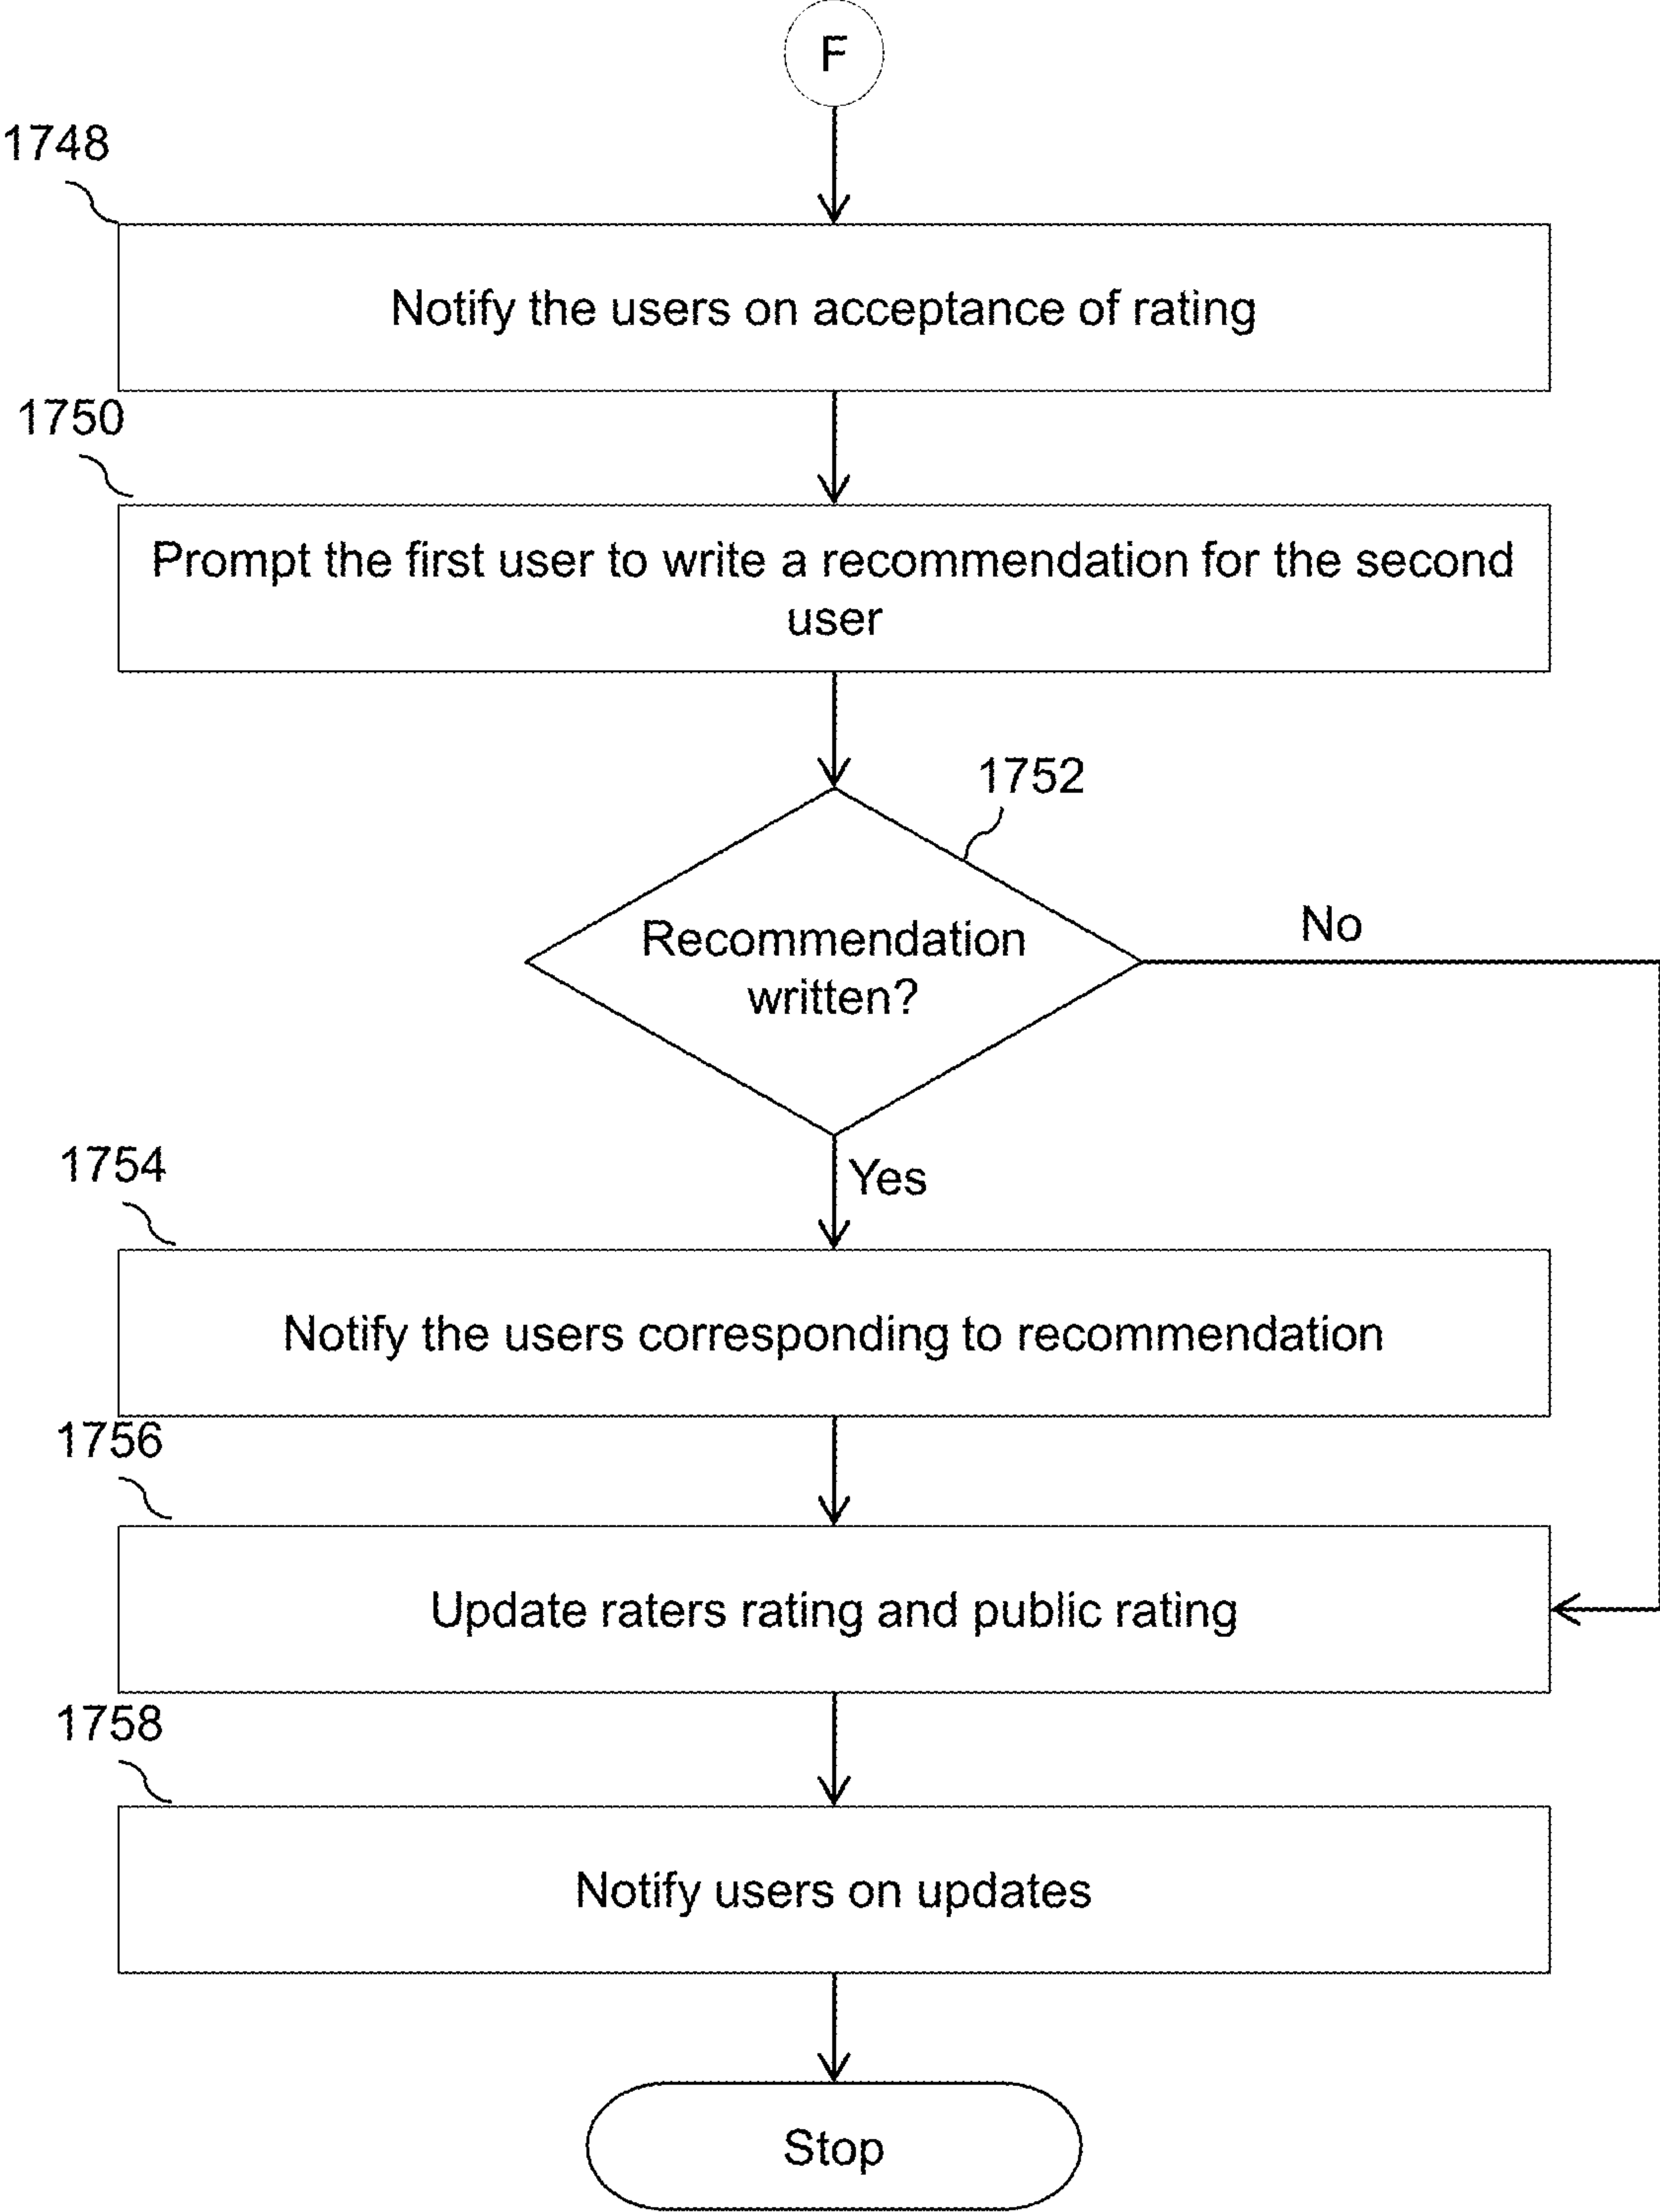 F
1748
Notify the users on acceptance of rating
1750
Prompt the first user to write a recommendation for the second
user
1752
Recommendation
written?
No
Yes
1754
Notify the users corresponding to recommendation
1756
Update raters rating and public rating
1758
Notify users on updates
Stop